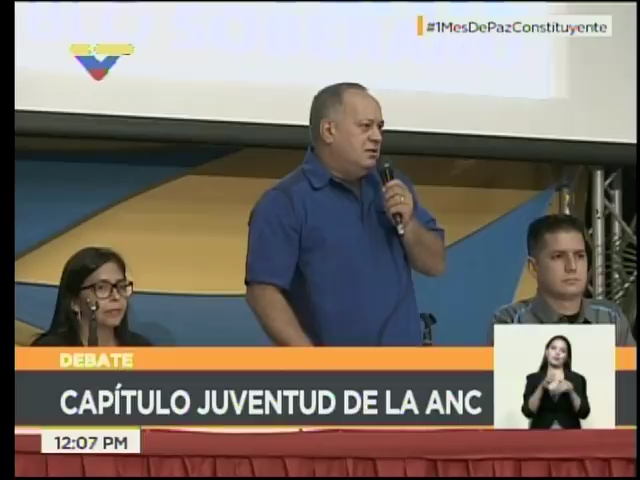 #1MesDePazConstituyente
DEBATE
CAPÍTULO JUVENTUD DE LA ANC
12:07 PM